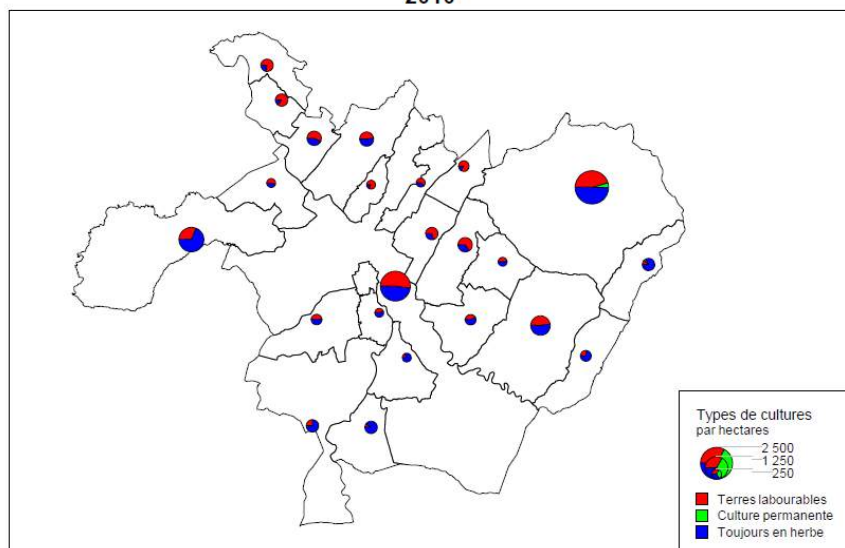 Types de cultures
par hectares
2 500
1 250
250
Terres labourables
Culture permanente
Toujours en herbe